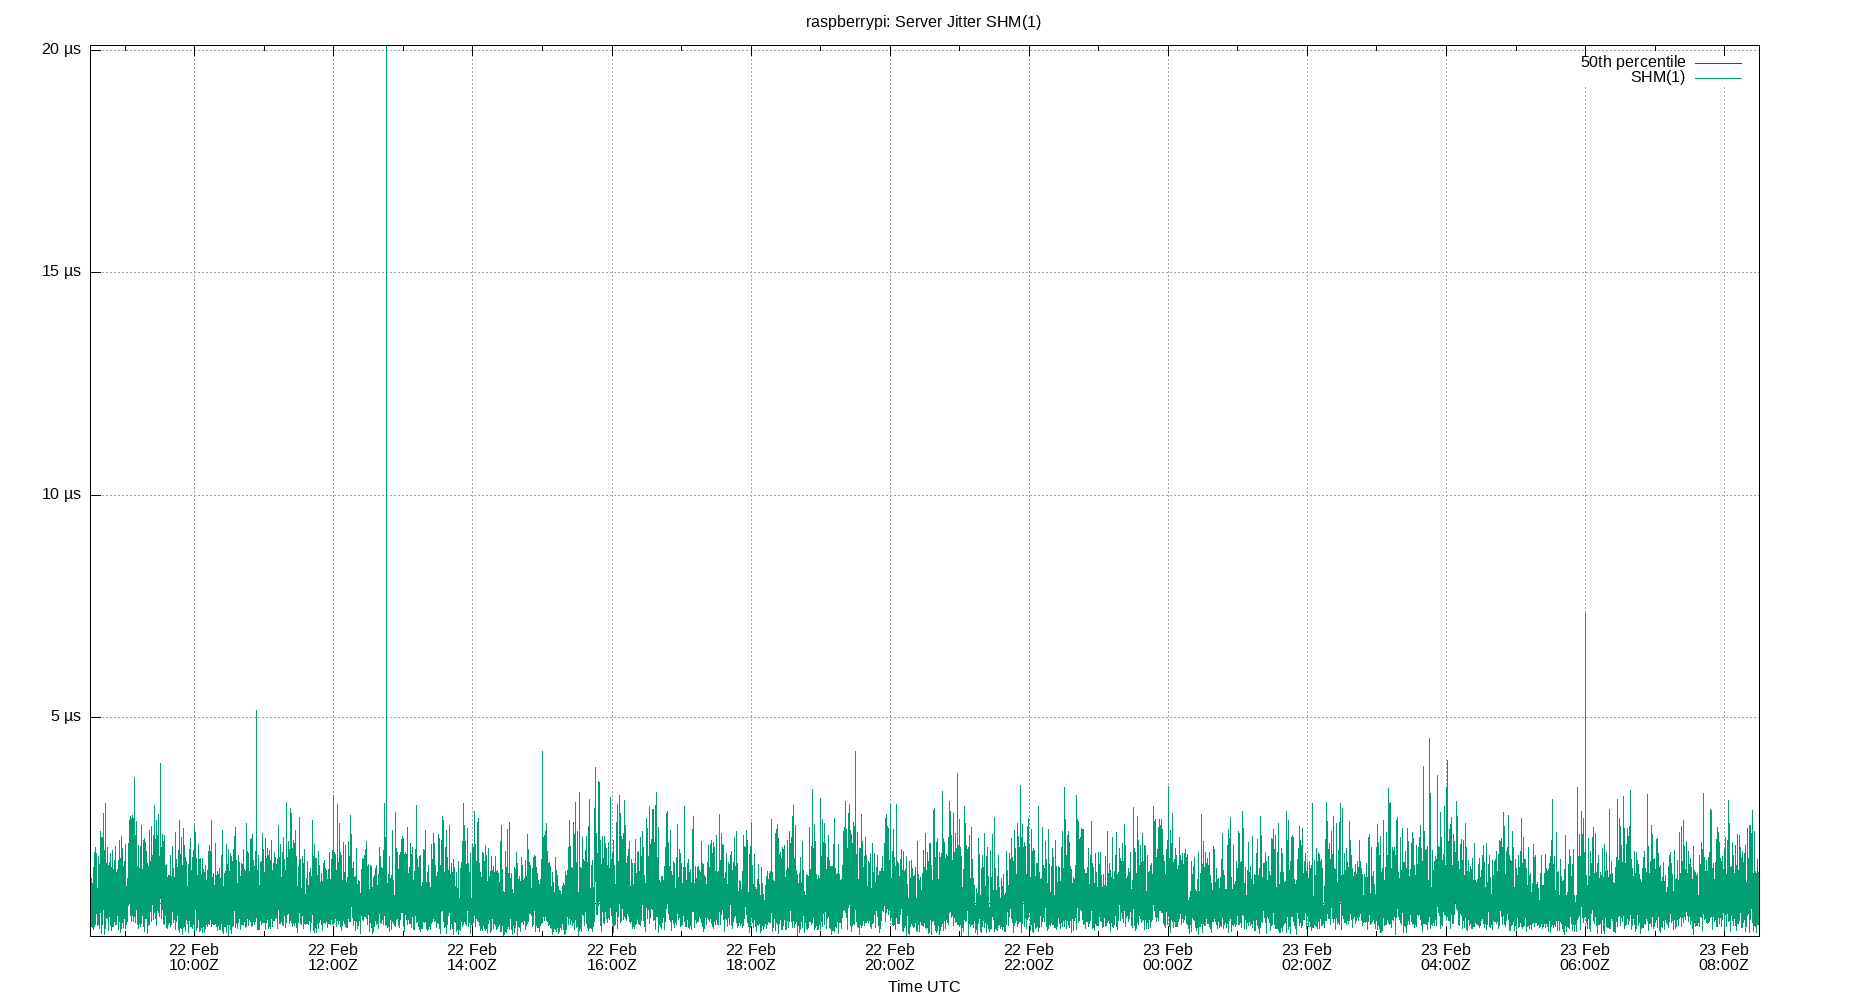 raspberrypi: Server Jitter SHM(1)
20 µs
50th percentile
SHM(1)
15 µs
10 µs
5 µs
22 Feb 22 Feb 22 Feb 22 Feb 22 Feb 22 Feb 22 Feb 23 Feb 23 Feb 23 Feb 23 Feb 23 Feb
10:00Z 12:00Z 14:00Z 16:00Z 18:00Z 20:00Z 22:00Z 00:00Z 02:00Z 04:00Z 06:00Z 08:00Z
Time UTC